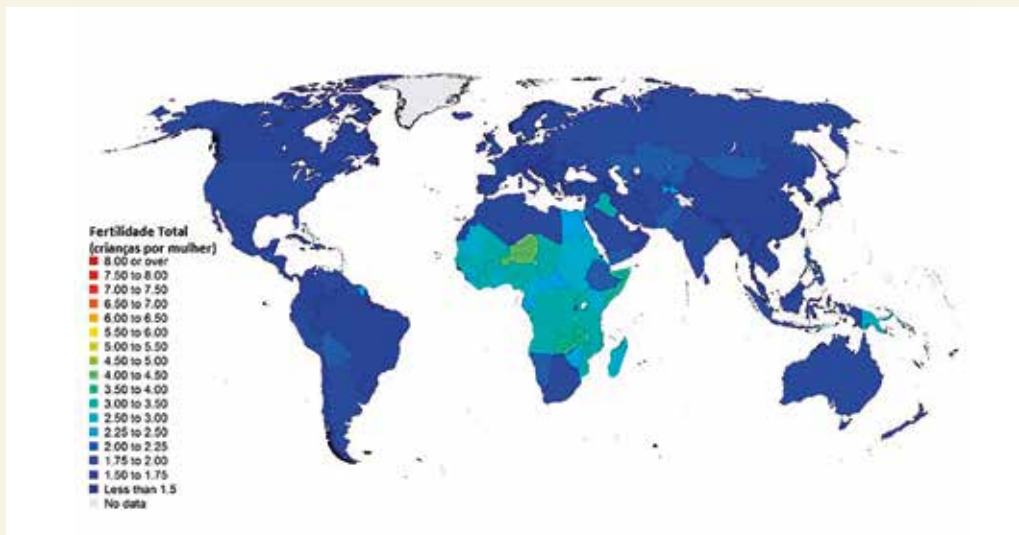 Fertilidade Total
(crianças por mulher)
8.00 or over
7.50 to 8.00
7.00 to 7.50
6.50 to 7.00
6.00 to 6.50
5.50 to 6.00
5.00 to 5.50
4.50 to 5.00
4.00 to 4.50
3.50 to 4.00
3.00 to 3.50
2.50 to 3.00
2.25 to 2.50
2.00 to 2.25
1.75 to 2.00
1.50 to 1.75
Less than 1.5
No data